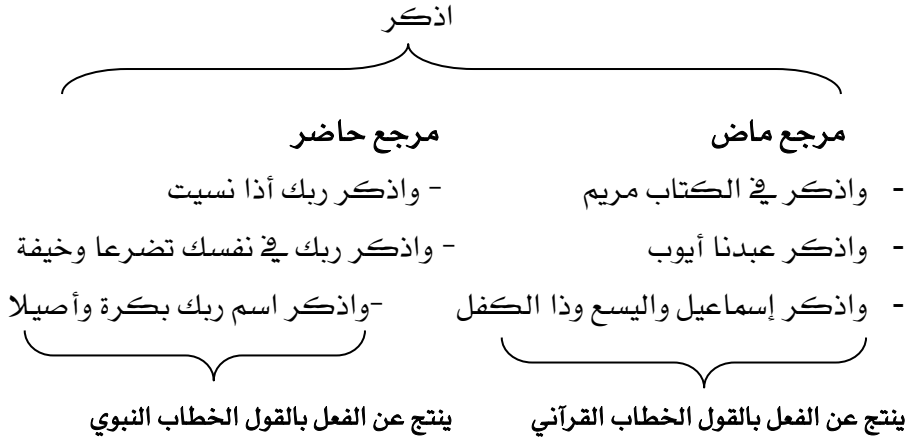 اذكر
مرجع ماض
مرجع حاضر
- واذكر في الكتاب مريم
- واذكر ربك أذا نسيت
- واذكر عبدنا أيوب
- واذكر ربك في نفسك تضرعا وخيفة
- واذكر إسماعيل واليسع وذا الكفل
-واذكر اسم ربك بكرة وأصيلا
ينتج عن الفعل بالقول الخطاب القرآني
ينتج عن الفعل بالقول الخطاب النبوي